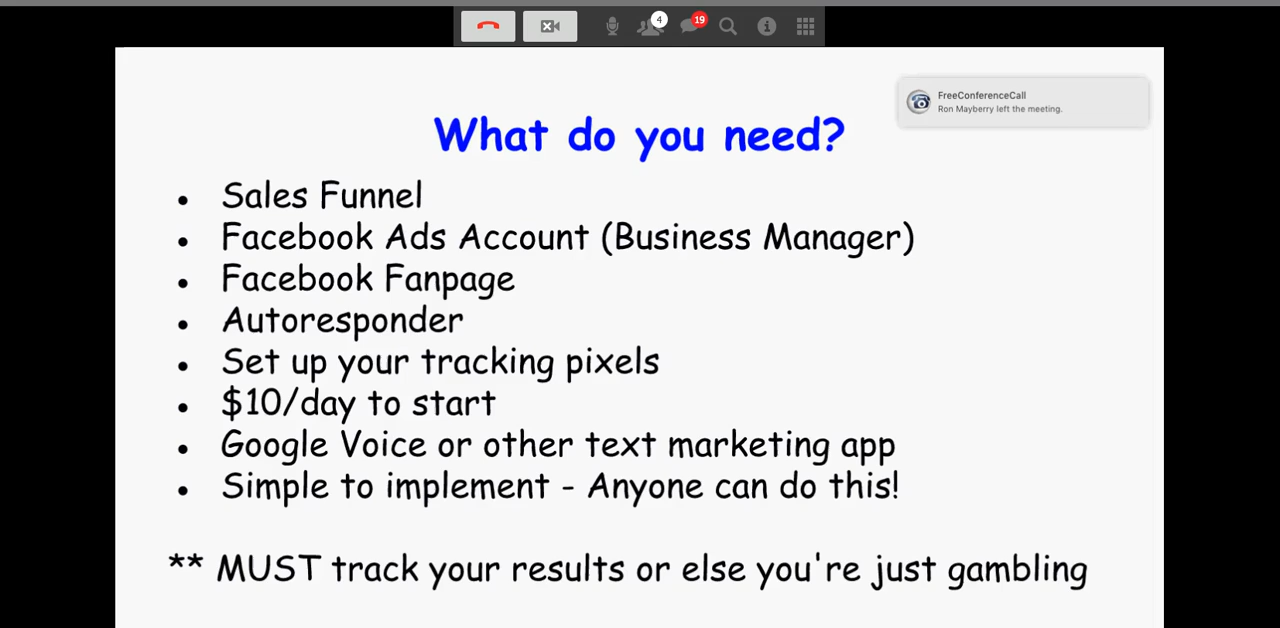 4
19
FreeConferenceCall
Ron Mayberry left the meeting.
What do you need?
• Sales Funnel
• Facebook Ads Account (Business Manager)
• Facebook Fanpage
• Autoresponder
• Set up your tracking pixels
• $10/day to start
• Google Voice or other text marketing app
• Simple to implement - Anyone can do this!
** MUST track your results or else you're just gambling